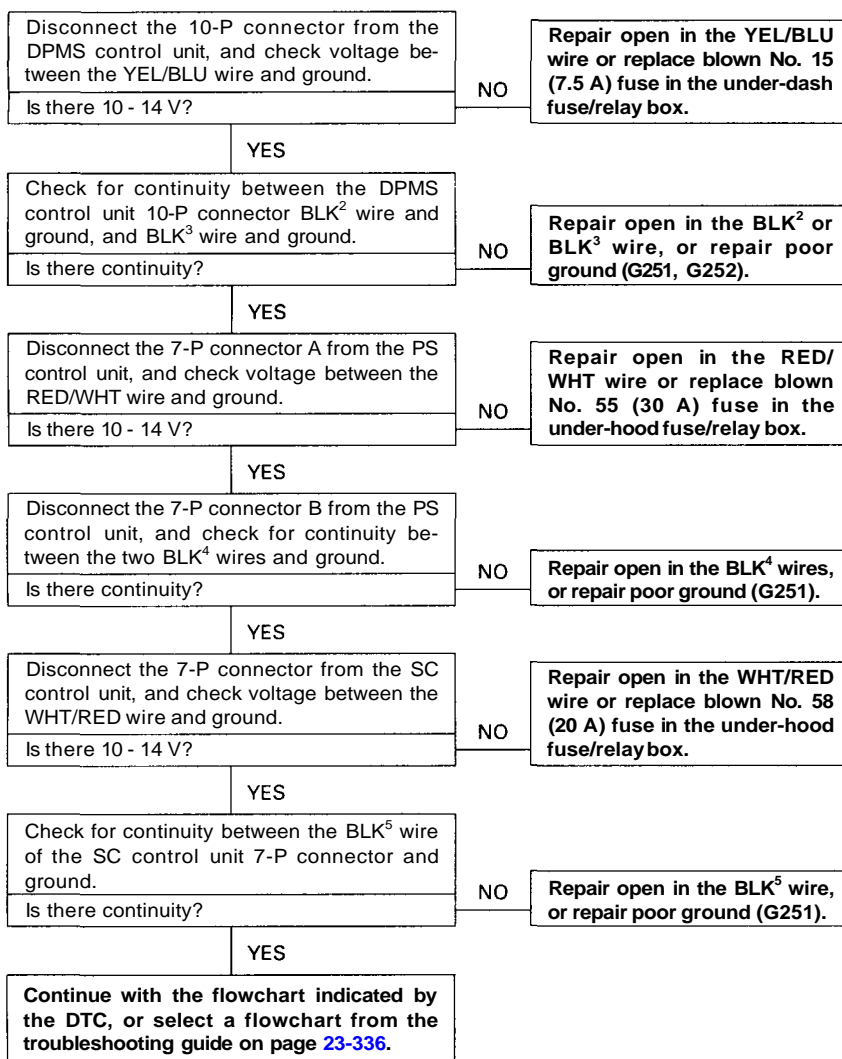 Disconnect the 10-P connector from the
DPMS control unit, and check voltage be-
tween the YEL/BLU wire and ground.
Is there 10 - 14 V?
NO
Repair open in the YEL/BLU
wire or replace blown No. 15
(7.5 A) fuse in the under-dash
fuse/relay box.
YES
Check for continuity between the DPMS
control unit 10-P connector BLK² wire and
ground, and BLK³ wire and ground.
Is there continuity?
NO
Repair open in the BLK² or
BLK³ wire, or repair poor
ground (G251, G252).
YES
Disconnect the 7-P connector A from the PS
control unit, and check voltage between the
RED/WHT wire and ground.
Is there 10 - 14 V?
NO
Repair open in the RED/
WHT wire or replace blown
No. 55 (30 A) fuse in the
under-hood fuse/relay box.
YES
Disconnect the 7-P connector B from the PS
control unit, and check for continuity be-
tween the two BLK⁴ wires and ground.
Is there continuity?
NO
Repair open in the BLK⁴ wires,
or repair poor ground (G251).
YES
Disconnect the 7-P connector from the SC
control unit, and check voltage between the
WHT/RED wire and ground.
Is there 10 - 14 V?
NO
Repair open in the WHT/RED
wire or replace blown No. 58
(20 A) fuse in the under-hood
fuse/relay box.
YES
Check for continuity between the BLK⁵ wire
of the SC control unit 7-P connector and
ground.
Is there continuity?
NO
Repair open in the BLK⁵ wire,
or repair poor ground (G251).
YES
Continue with the flowchart indicated by
the DTC, or select a flowchart from the
troubleshooting guide on page 23-336.